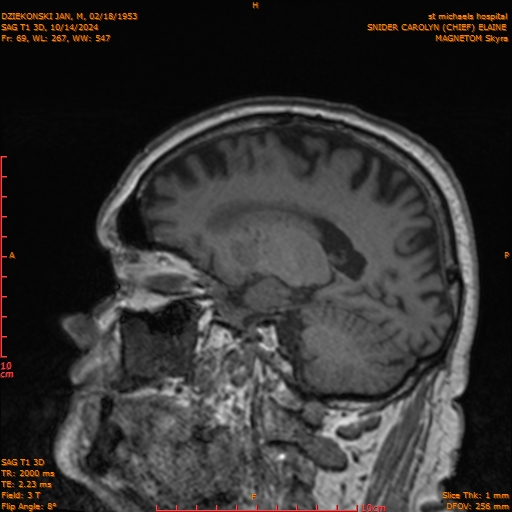 H
DZIEKONSKI JAN, M, 02/18/1953
SAG T1 3D, 10/14/2024
Fr: 69, WL: 267, WW: 547
st michaels hospital
SNIDER CAROLYN (CHIEF) ELAINE
MAGNETOM Skyra
A
P
10
cm
SAG T1 3D
TR: 2000 ms
TE: 2.23 ms
Field: 3 T
Flip Angle: 8°
F
10cm
Slice Thk: 1 mm
DFOV: 256 mm